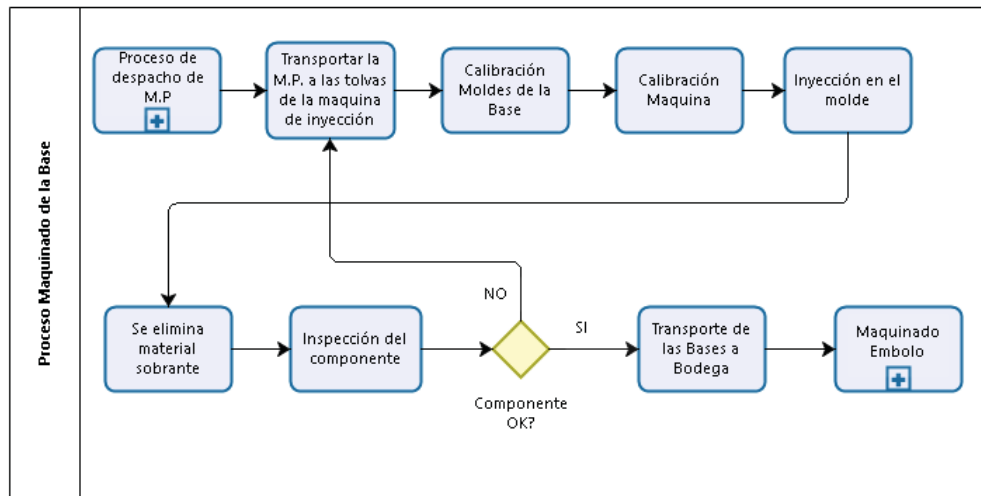 Proceso Maquinado de la Base
Proceso de
despacho de
M.P
Transportar la
M.P. a las tolvas
de la maquina
de inyección
Calibración
Moldes de la
Base
Calibración
Maquina
Inyección en el
molde
Se elimina
material
sobrante
Inspección del
componente
NO
SI
Componente
OK?
Transporte de
las Bases a
Bodega
Maquinado
Embolo